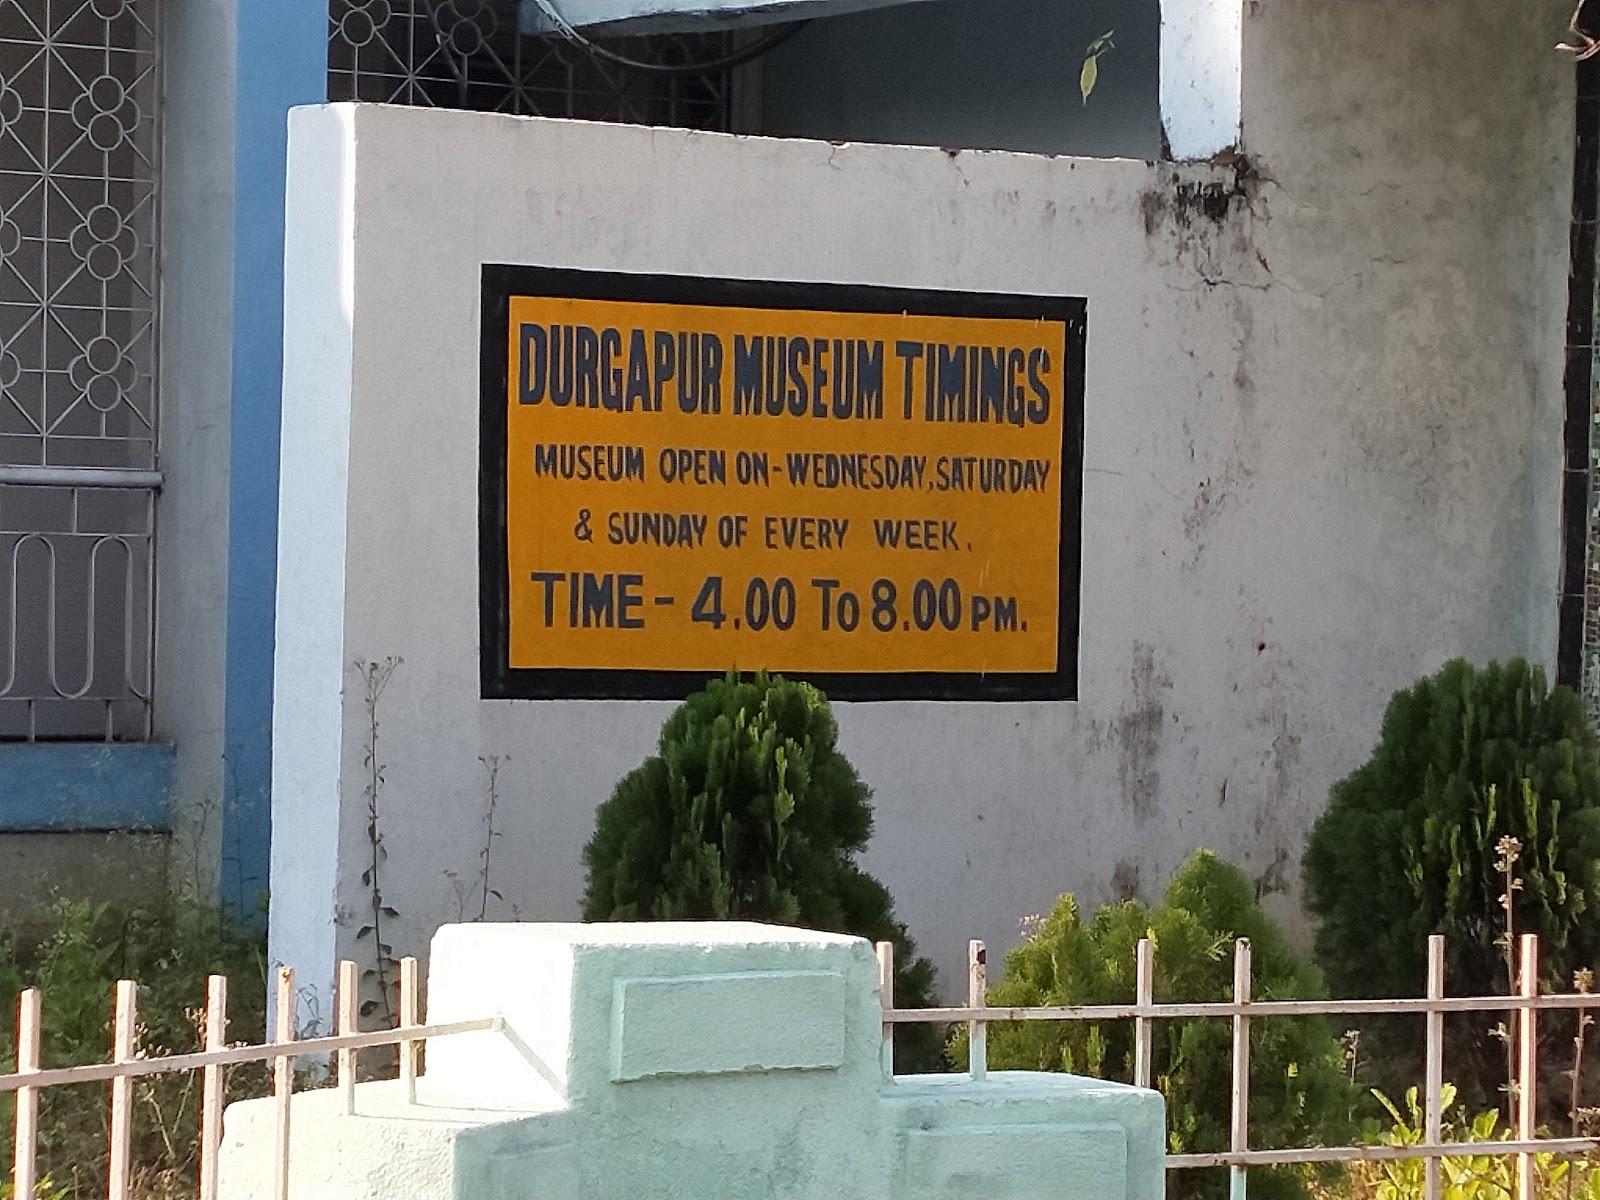 DURGAPUR MUSEUM TIMINGS
MUSEUM OPEN ON-WEDNESDAY, SATURDAY
& SUNDAY OF EVERY WEEK.
TIME - 4.00 TO 8.00 PM.